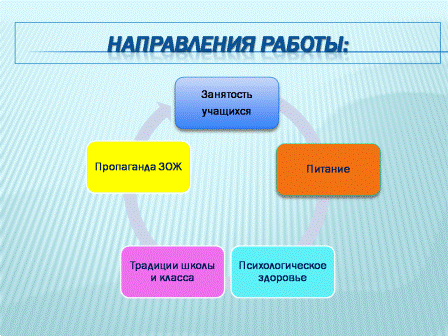 НАПРАВЛЕНИЯ РАБОТЫ:
Занятость
учащихся
Питание
Психологическое
здоровье
Традиции школы
и класса
Пропаганда ЗОЖ